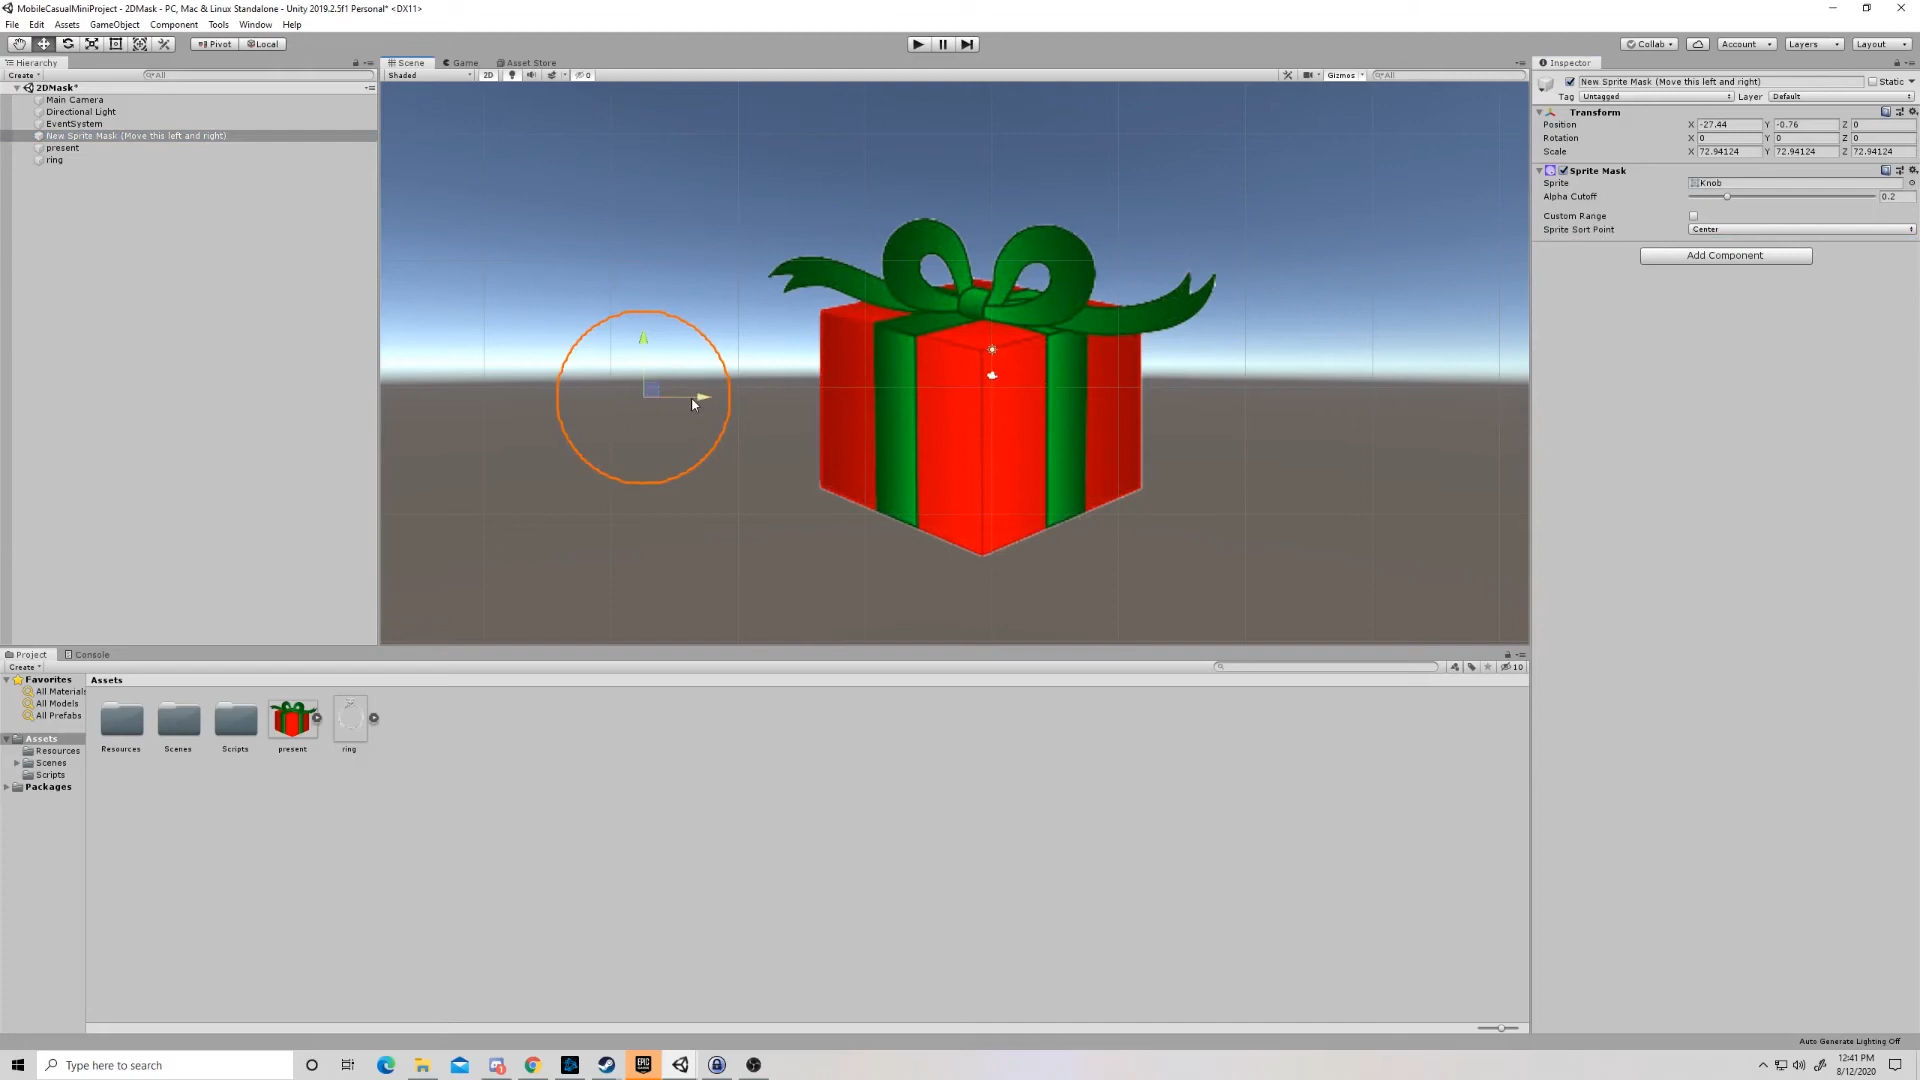 MobileCasualMiniProject - 2DMask - PC, Mac & Linux Standalone - Unity 2019.2.5f1 Personal* <DX11>
File Edit Assets GameObject Component Tools Window Help
Pivot Local Collab Account Layers Layout
Hierarchy Scene Game Asset Store Inspector
Create All Shaded 2D 0 Gizmos All
New Sprite Mask (Move this left and right) Static
2DMask*
Tag Untagged Layer Default
Main Camera
Directional Light
EventSystem
New Sprite Mask (Move this left and right)
present
ring
Transform
Position X -27.44 Y -0.76 Z 0
Rotation X 0 Y 0 Z 0
Scale X 72.94124 Y 72.94124 Z 72.94124
Sprite Mask
Sprite Knob
Alpha Cutoff 0.2
Custom Range
Sprite Sort Point Center
Add Component
Project Console
Create 10
Favorites
All Materials
All Models
All Prefabs
Assets
Resources
Scenes
Scripts
Packages
Assets
Resources Scenes Scripts present ring
Auto Generate Lighting Off
Type here to search
EPIC
GAMES
1
12:41 PM
8/12/2020